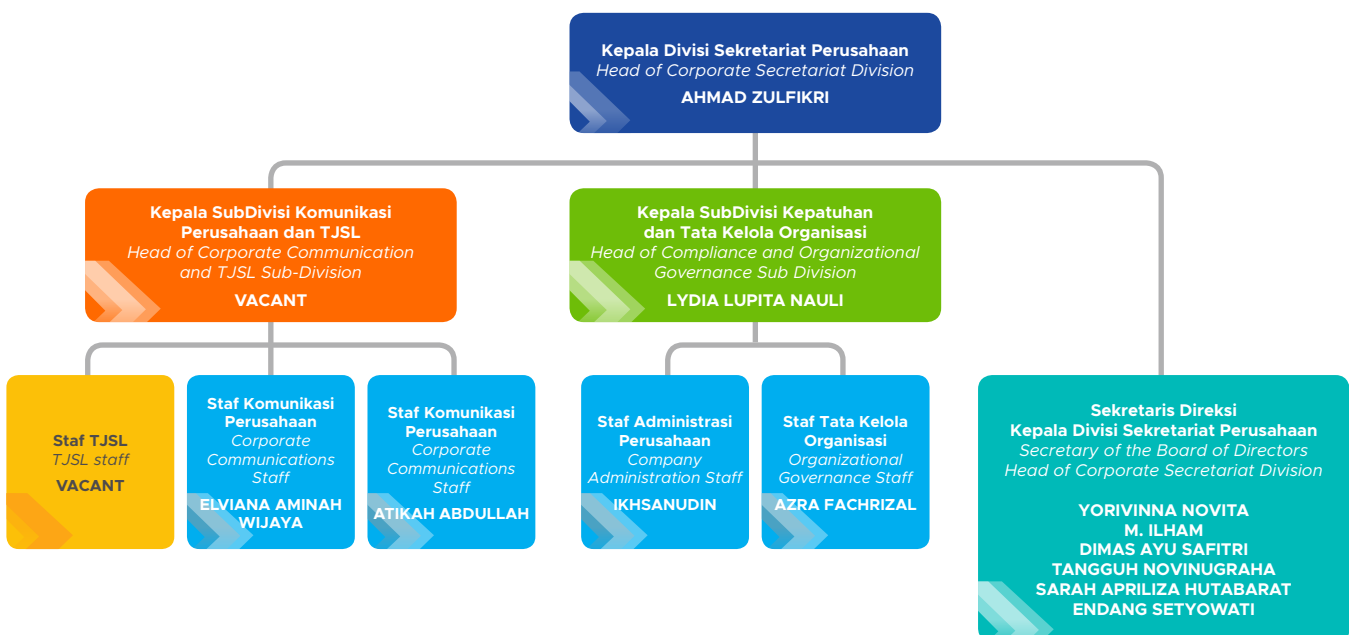 Kepala Divisi Sekretariat Perusahaan
Head of Corporate Secretariat Division
AHMAD ZULFIKRI
Kepala SubDivisi Komunikasi
Perusahaan dan TJSL
Head of Corporate Communication
and TJSL Sub-Division
VACANT
Kepala SubDivisi Kepatuhan
dan Tata Kelola Organisasi
Head of Compliance and Organizational
Governance Sub Division
LYDIA LUPITA NAULI
Staf TJSL
TJSL staff
VACANT
Staf Komunikasi
Perusahaan
Corporate
Communications
Staff
ELVIANA AMINAH
WIJAYA
Staf Komunikasi
Perusahaan
Corporate
Communications
Staff
ATIKAH ABDULLAH
Staf Administrasi
Perusahaan
Company
Administration Staff
IKHSANUDIN
Staf Tata Kelola
Organisasi
Organizational
Governance Staff
AZRA FACHRIZAL
Sekretaris Direksi
Kepala Divisi Sekretariat Perusahaan
Secretary of the Board of Directors
Head of Corporate Secretariat Division
YORIVINNA NOVITA
M. ILHAM
DIMAS AYU SAFITRI
TANGGUH NOVINUGRAHA
SARAH APRILIZA HUTABARAT
ENDANG SETYOWATI